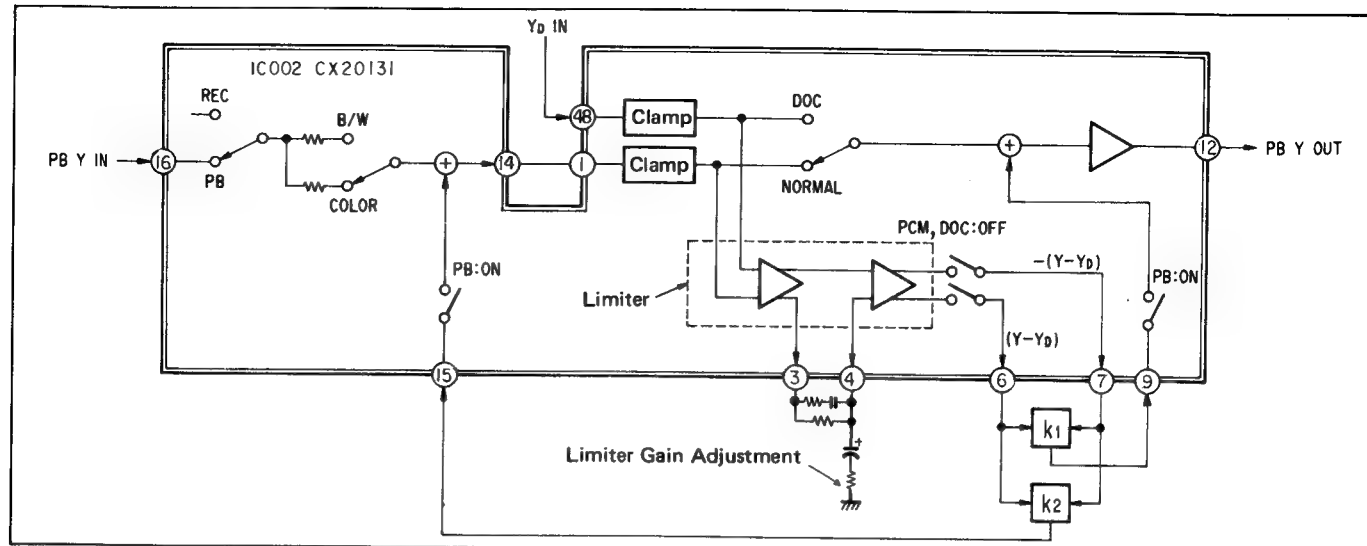 YD IN
IC002 CX20131
REC
B/W
PB Y IN
16
PB
COLOR
+
14
48
1
Clamp
Clamp
DOC
NORMAL
+
12
PB Y OUT
PCM, DOC:OFF
PB:ON
Limiter
-(Y-YD)
(Y-YD)
PB:ON
15
3
4
6
7
9
+
Limiter Gain Adjustment
k1
k2